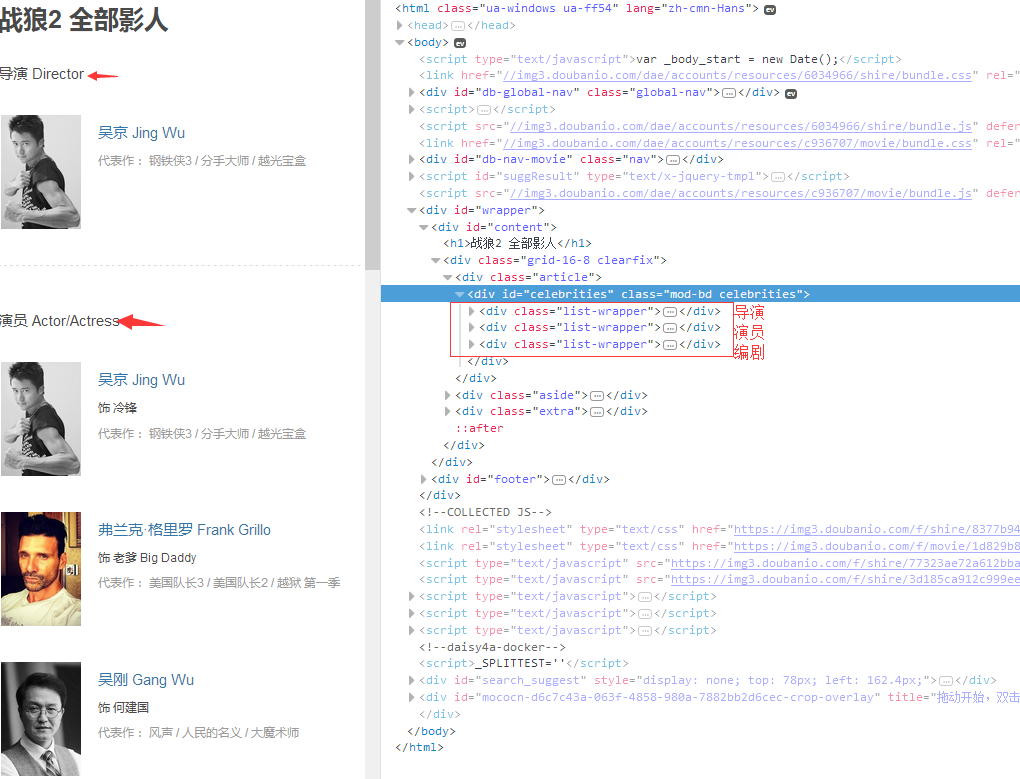 战狼2 全部影人
导演 Director
吴京 Jing Wu
代表作： 钢铁侠3 / 分手大师 / 越光宝盒
演员 Actor/Actress
吴京 Jing Wu
饰 冷锋
代表作： 钢铁侠3 / 分手大师 / 越光宝盒
弗兰克·格里罗 Frank Grillo
饰 老爹 Big Daddy
代表作： 美国队长3 / 美国队长2 / 越狱 第一季
吴刚 Gang Wu
饰 何建国
代表作： 风声 / 人民的名义 / 大魔术师
<html class="ua-windows ua-ff54" lang="zh-cmn-Hans"> ev
<head>…</head>
<body> ev
<script type="text/javascript">var _body_start = new Date();</script>
<link href="//img3.doubanio.com/dae/accounts/resources/6034966/shire/bundle.css" rel="
<div id="db-global-nav" class="global-nav">…</div> ev
<script>…</script>
<script src="//img3.doubanio.com/dae/accounts/resources/6034966/shire/bundle.js" defer
<link href="//img3.doubanio.com/dae/accounts/resources/c936707/movie/bundle.css" rel="
<div id="db-nav-movie" class="nav">…</div>
<script id="suggResult" type="text/x-jquery-tmpl">…</script>
<script src="//img3.doubanio.com/dae/accounts/resources/c936707/movie/bundle.js" defer
<div id="wrapper">
<div id="content">
<h1>战狼2 全部影人</h1>
<div class="grid-16-8 clearfix">
<div class="article">
<div id="celebrities" class="mod-bd celebrities">
<div class="list-wrapper">…</div> 导演
<div class="list-wrapper">…</div> 演员
<div class="list-wrapper">…</div> 编剧
</div>
</div>
<div class="aside">…</div>
<div class="extra">…</div>
::after
</div>
</div>
<div id="footer">…</div>
</div>
<!--COLLECTED JS-->
<link rel="stylesheet" type="text/css" href="https://img3.doubanio.com/f/shire/8377b94
<link rel="stylesheet" type="text/css" href="https://img3.doubanio.com/f/movie/1d829b8
<script type="text/javascript" src="https://img3.doubanio.com/f/shire/77323ae72a612bba
<script type="text/javascript" src="https://img3.doubanio.com/f/shire/3d185ca912c999ee
<script type="text/javascript">…</script>
<script type="text/javascript">…</script>
<script type="text/javascript">…</script>
<!--daisy4a-docker-->
<script>_SPLITTEST=''</script>
<div id="search_suggest" style="display: none; top: 78px; left: 162.4px;">…</div>
<div id="mococn-d6c7c43a-063f-4858-980a-7882bb2d6cec-crop-overlay" title="拖动开始，双击
</div>
</body>
</html>